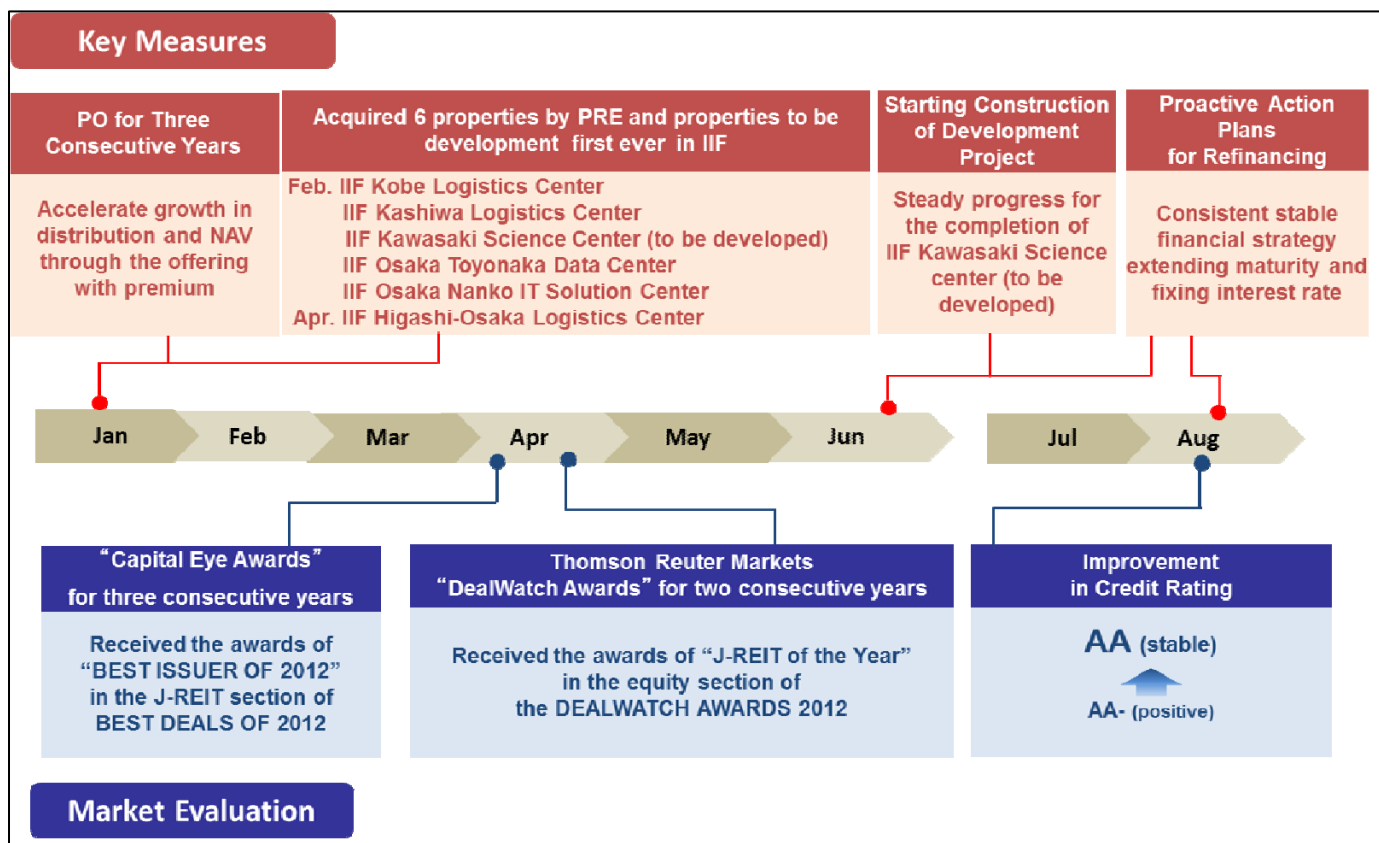 Key Measures
PO for Three
Consecutive Years
Accelerate growth in
distribution and NAV
through the offering
with premium
Acquired 6 properties by PRE and properties to be
development first ever in IIF
Feb. IIF Kobe Logistics Center
IIF Kashiwa Logistics Center
IIF Kawasaki Science Center (to be developed)
IIF Osaka Toyonaka Data Center
IIF Osaka Nanko IT Solution Center
Apr. IIF Higashi-Osaka Logistics Center
Starting Construction
of Development
Project
Steady progress for
the completion of
IIF Kawasaki Science
center (to be
developed)
Proactive Action
Plans
for Refinancing
Consistent stable
financial strategy
extending maturity and
fixing interest rate
Jan Feb Mar Apr May Jun Jul Aug
“Capital Eye Awards”
for three consecutive years
Received the awards of
“BEST ISSUER OF 2012”
in the J-REIT section of
BEST DEALS OF 2012
Thomson Reuter Markets
“DealWatch Awards” for two consecutive years
Received the awards of “J-REIT of the Year”
in the equity section of
the DEALWATCH AWARDS 2012
Improvement
in Credit Rating
AA (stable)
AA- (positive)
Market Evaluation